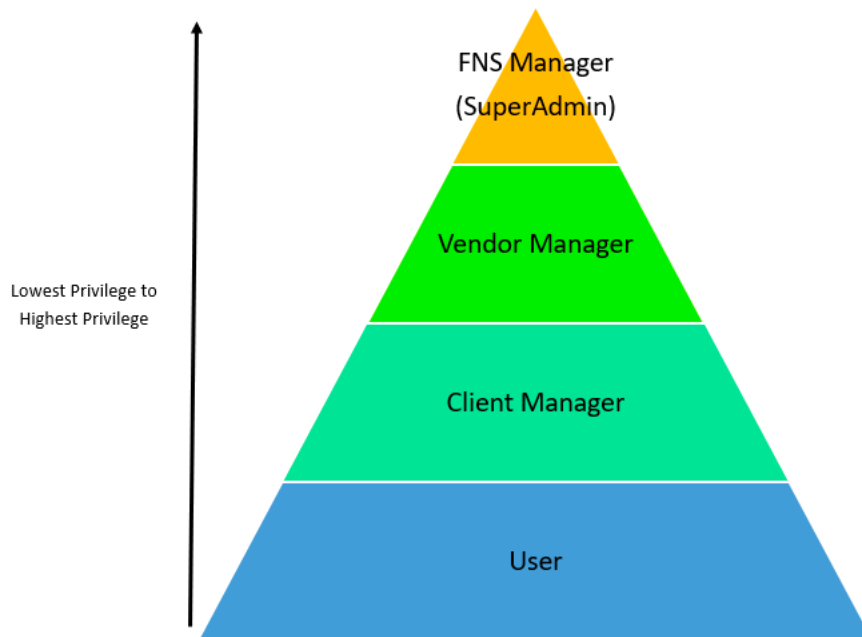 FNS Manager
(SuperAdmin)
Vendor Manager
Lowest Privilege to
Highest Privilege
Client Manager
User